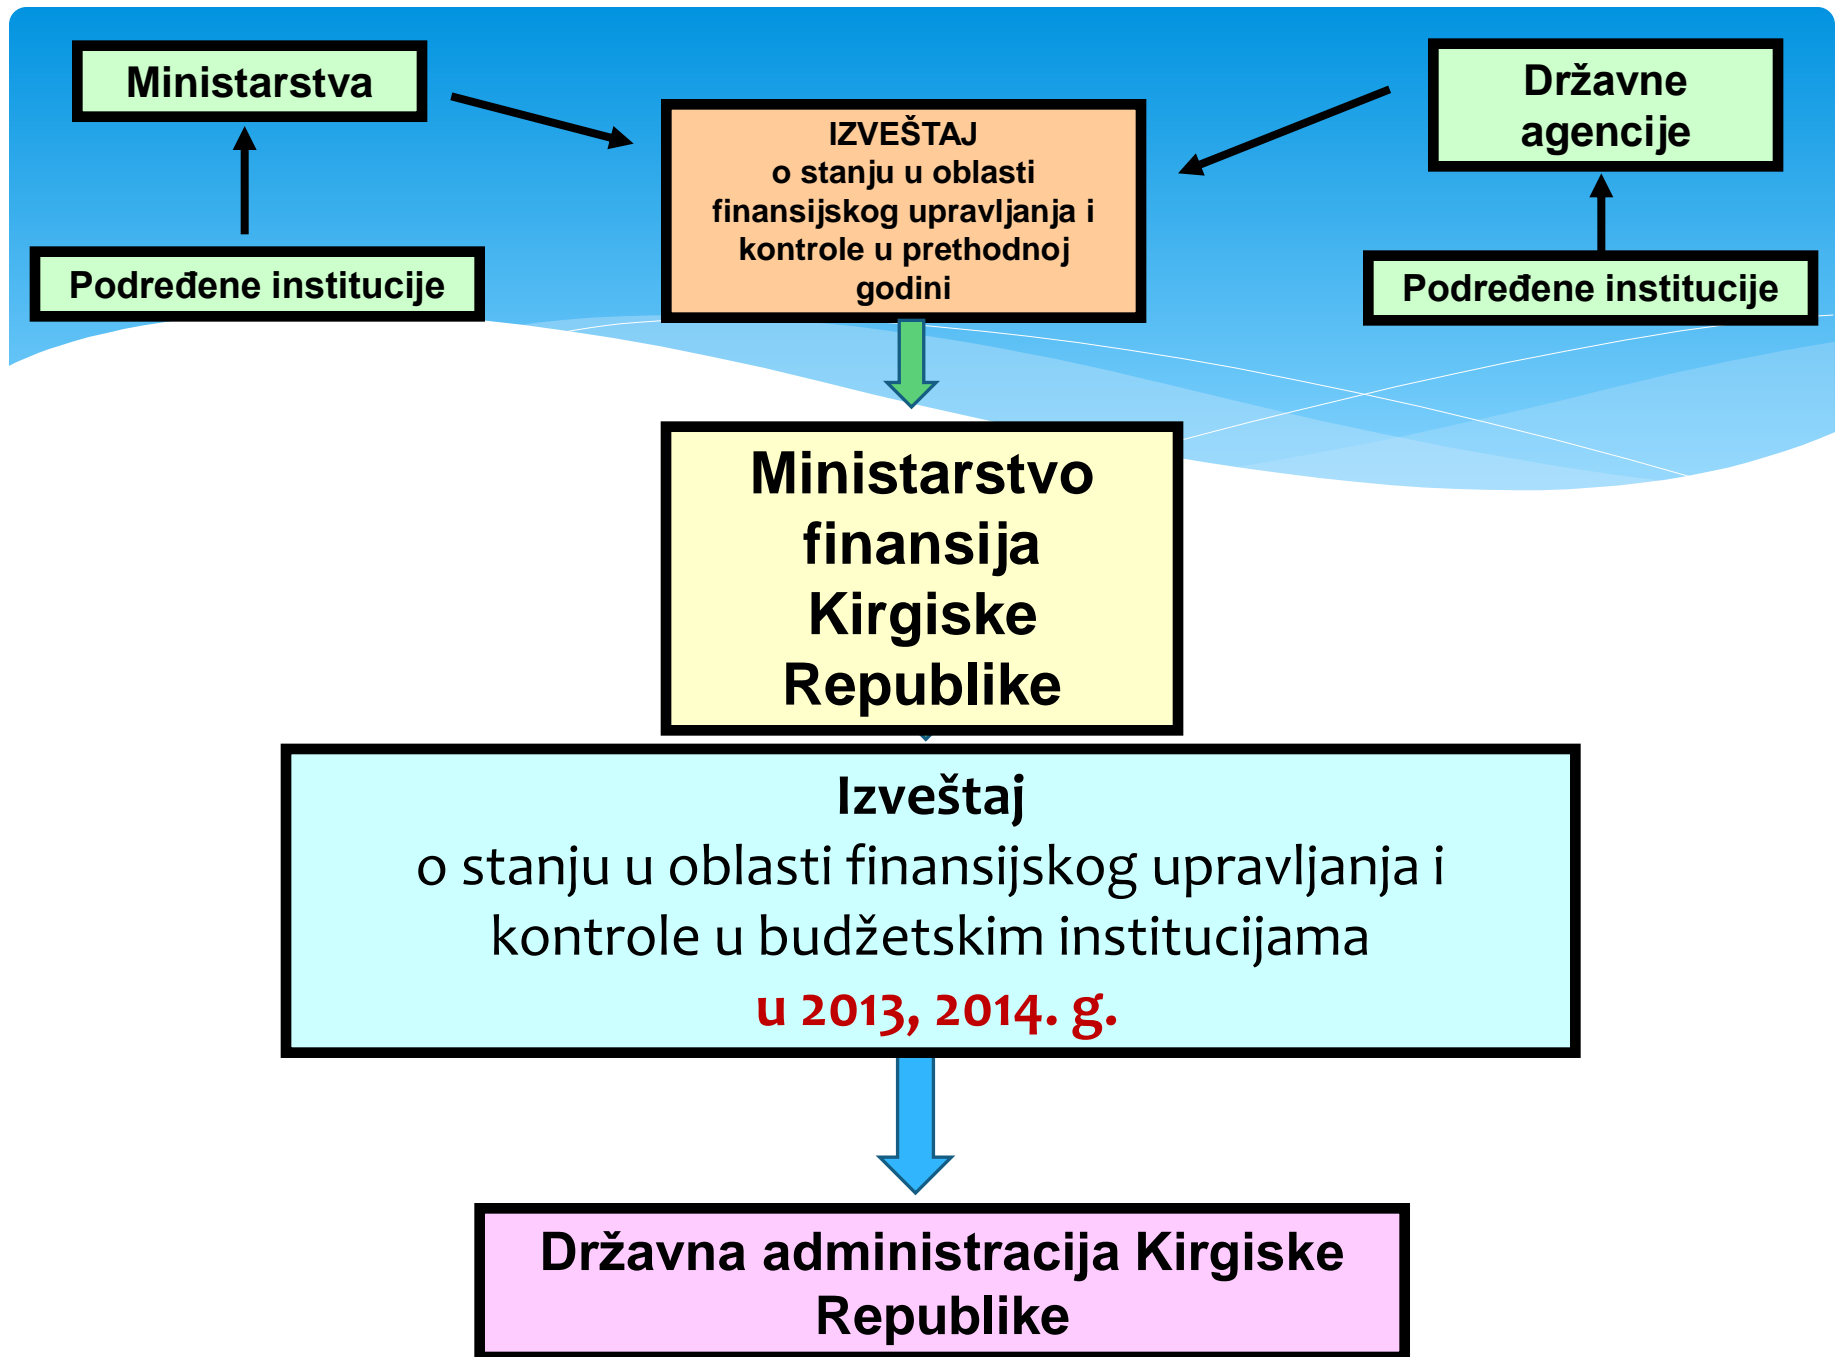 Ministarstva
Podređene institucije
IZVEŠTAJ
o stanju u oblasti
finansijskog upravljanja i
kontrole u prethodnoj
godini
Državne
agencije
Podređene institucije
Ministarstvo
finansija
Kirgiske
Republike
Izveštaj
o stanju u oblasti finansijskog upravljanja i
kontrole u budžetskim institucijama
u 2013, 2014. g.
Državna administracija Kirgiske
Republike